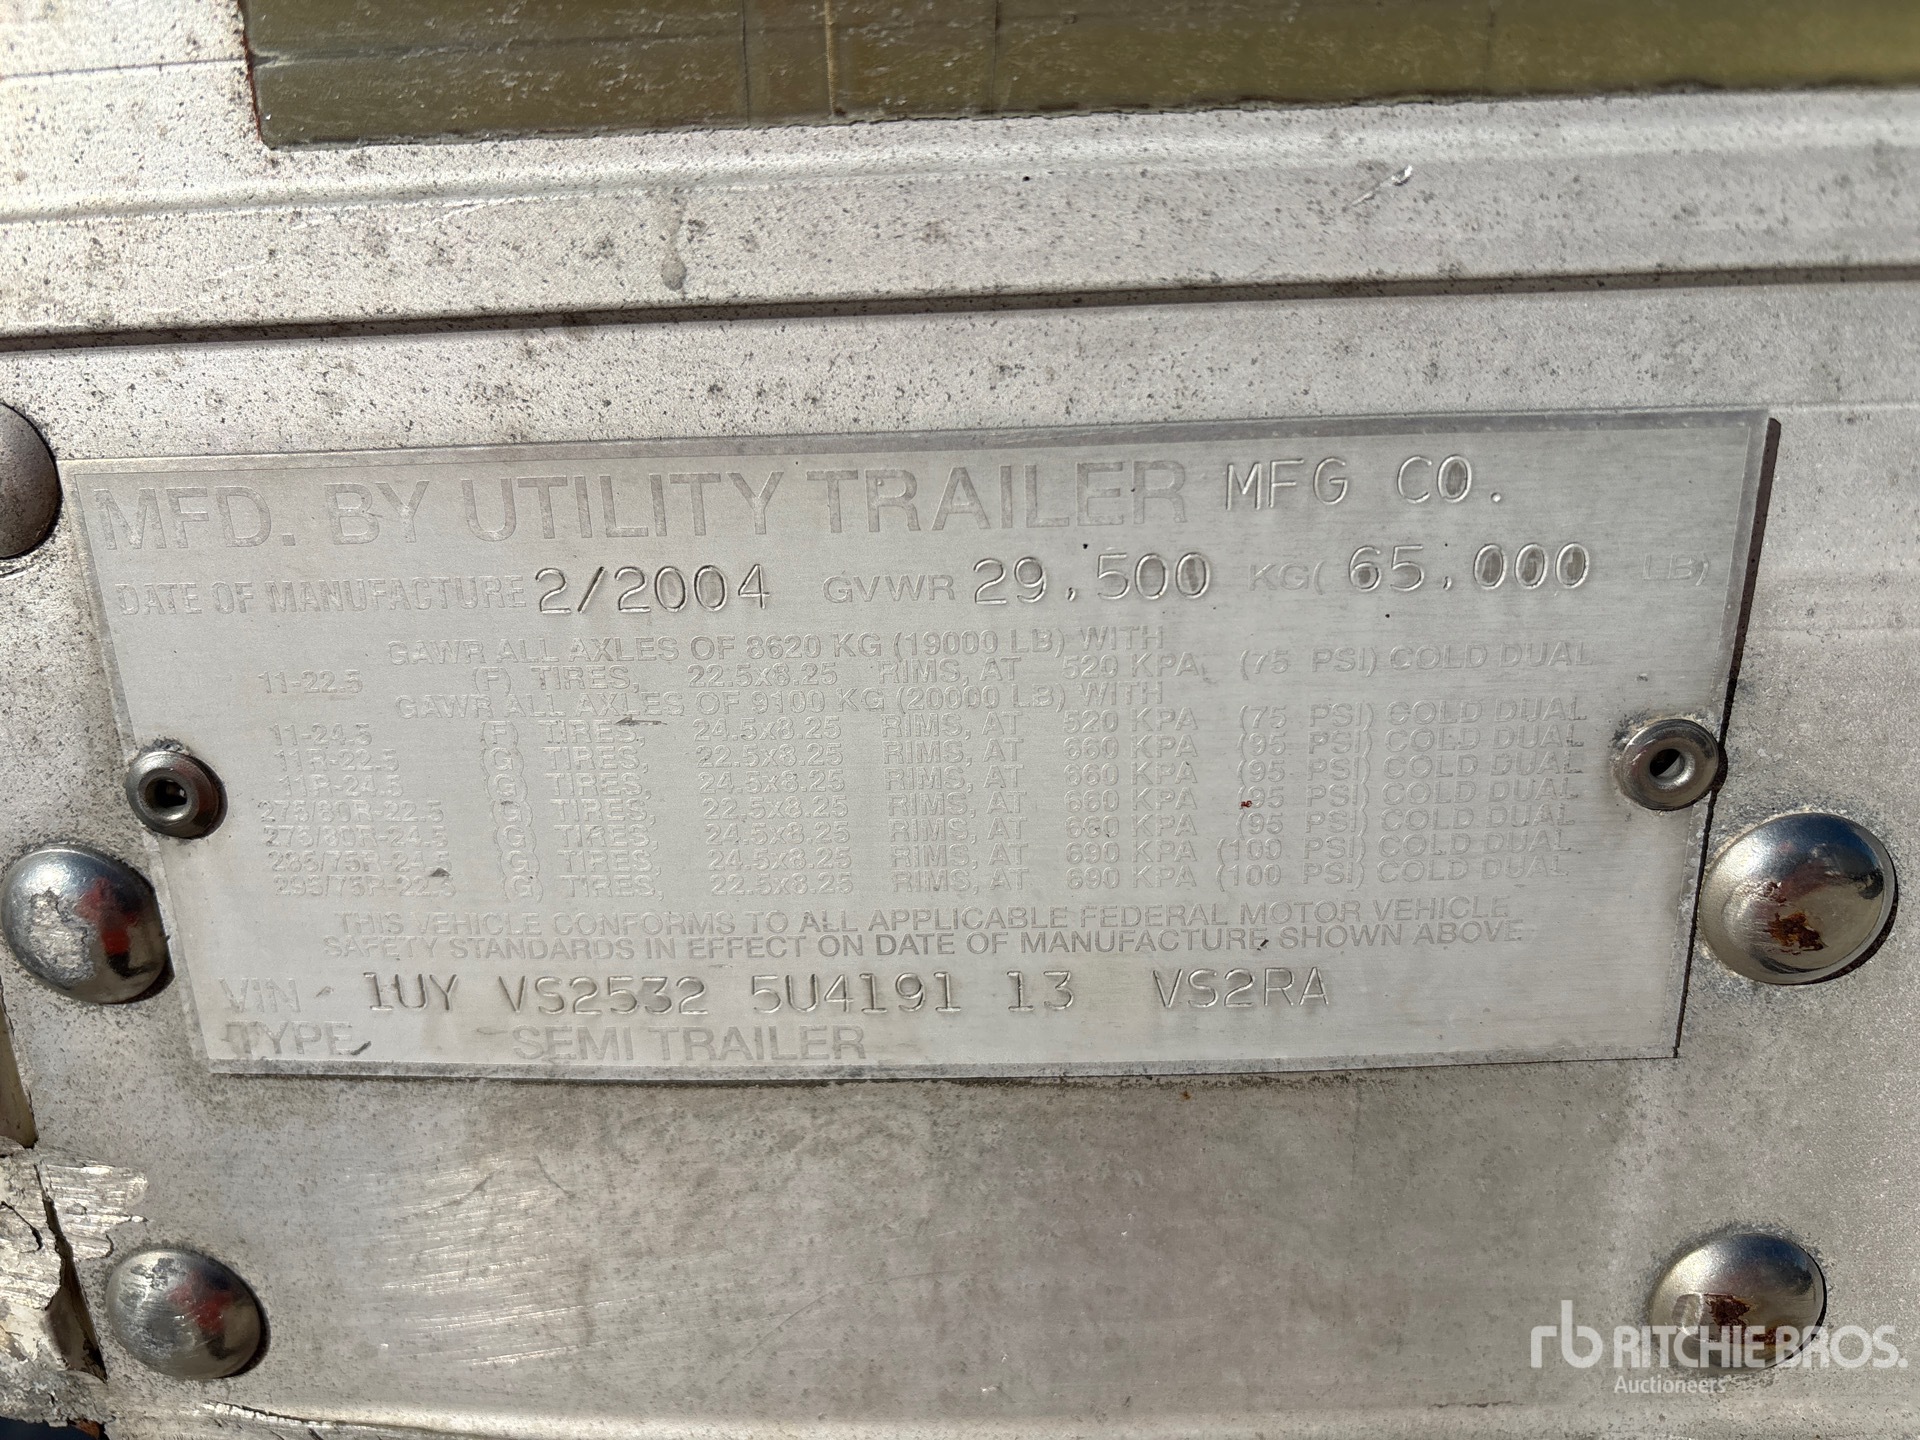 MFD. BY UTILITY TRAILER MFG CO.
DATE OF MANUFACTURE 2/2004 GVWR 29,500 KG( 65,000 LB)
GAWR ALL AXLES OF 8620 KG (19000 LB) WITH
11-22.5 (F) TIRES, 22.5x8.25 RIMS, AT 520 KPA (75 PSI) COLD DUAL
GAWR ALL AXLES OF 9100 KG (20000 LB) WITH
11-24.5 (F) TIRES, 24.5x8.25 RIMS, AT 520 KPA (75 PSI) COLD DUAL
11R-22.5 (G) TIRES, 22.5x8.25 RIMS, AT 660 KPA (95 PSI) COLD DUAL
11R-24.5 (G) TIRES, 24.5x8.25 RIMS, AT 660 KPA (95 PSI) COLD DUAL
275/80R-22.5 (G) TIRES, 22.5x8.25 RIMS, AT 660 KPA (95 PSI) COLD DUAL
275/80R-24.5 (G) TIRES, 24.5x8.25 RIMS, AT 660 KPA (95 PSI) COLD DUAL
285/75R-24.5 (G) TIRES, 24.5x8.25 RIMS, AT 690 KPA (100 PSI) COLD DUAL
295/75R-22.5 (G) TIRES, 22.5x8.25 RIMS, AT 690 KPA (100 PSI) COLD DUAL
THIS VEHICLE CONFORMS TO ALL APPLICABLE FEDERAL MOTOR VEHICLE
SAFETY STANDARDS IN EFFECT ON DATE OF MANUFACTURE SHOWN ABOVE
VIN - 1UY VS2532 5U4191 13 VS2RA
TYPE SEMI TRAILER
rb RITCHIE BROS.
Auctioneers